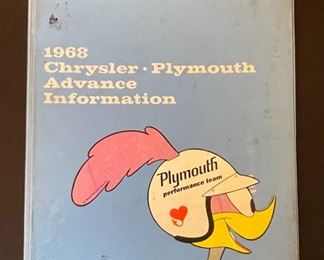 1968
Chrysler · Plymouth
Advance
Information
Plymouth
performance team